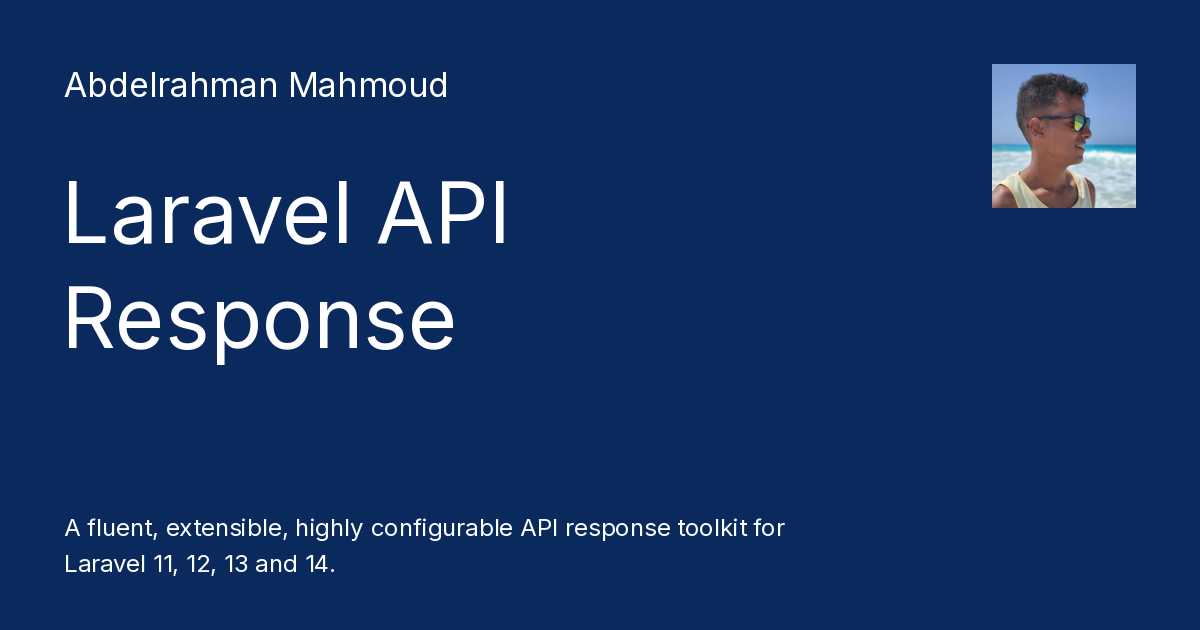 Abdelrahman Mahmoud
Laravel API
Response
A fluent, extensible, highly configurable API response toolkit for
Laravel 11, 12, 13 and 14.